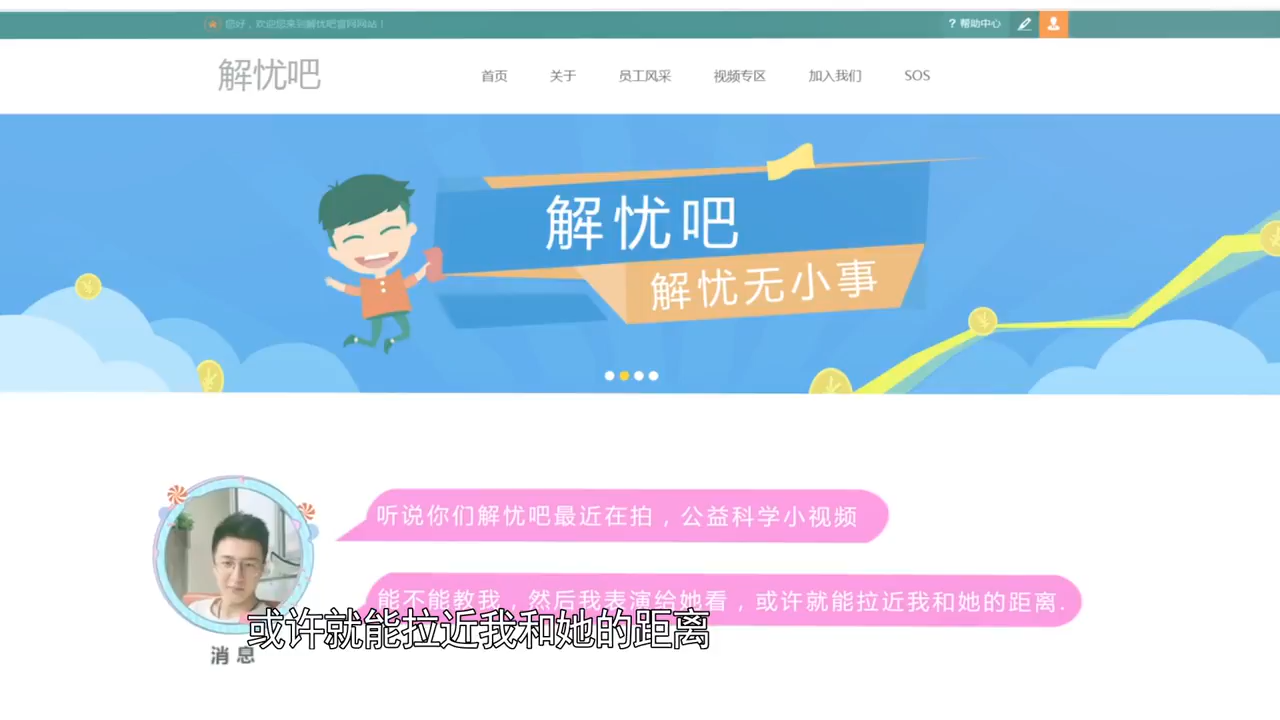 您好，欢迎您来到解忧吧官网网站！
? 帮助中心
解忧吧
首页 关于 员工风采 视频专区 加入我们 SOS
解忧吧
解忧无小事
听说你们解忧吧最近在拍，公益科学小视频
能不能教我，然后我表演给她看，或许就能拉近我和她的距离.
或许就能拉近我和她的距离
消息